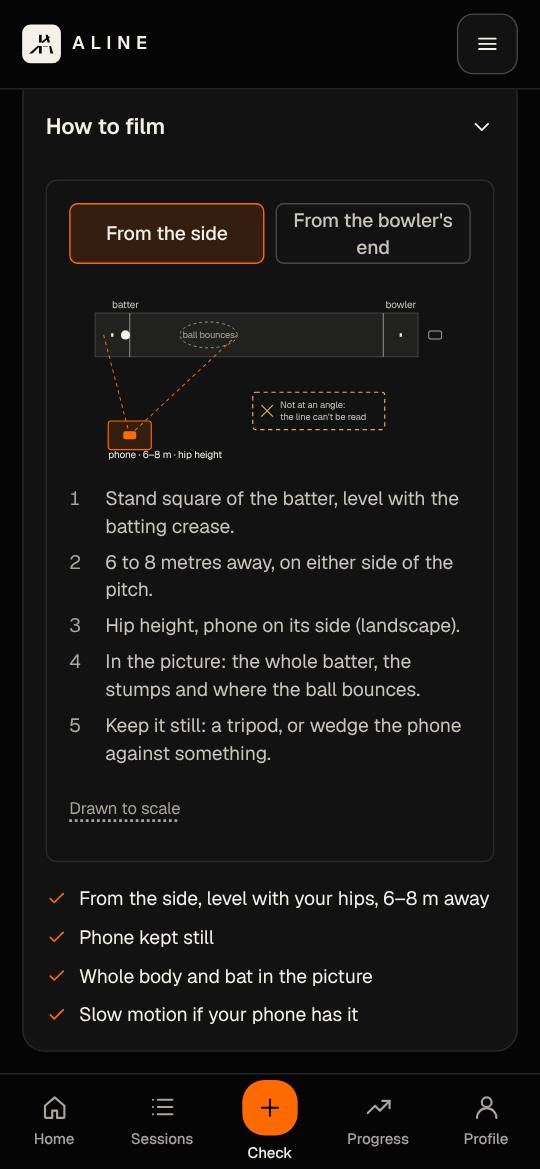 ALINE
How to film
From the side
From the bowler's
end
batter
bowler
ball bounces
Not at an angle:
the line can't be read
phone · 6–8 m · hip height
1 Stand square of the batter, level with the
batting crease.
2 6 to 8 metres away, on either side of the
pitch.
3 Hip height, phone on its side (landscape).
4 In the picture: the whole batter, the
stumps and where the ball bounces.
5 Keep it still: a tripod, or wedge the phone
against something.
Drawn to scale
From the side, level with your hips, 6–8 m away
Phone kept still
Whole body and bat in the picture
Slow motion if your phone has it
Home
Sessions
Check
Progress
Profile